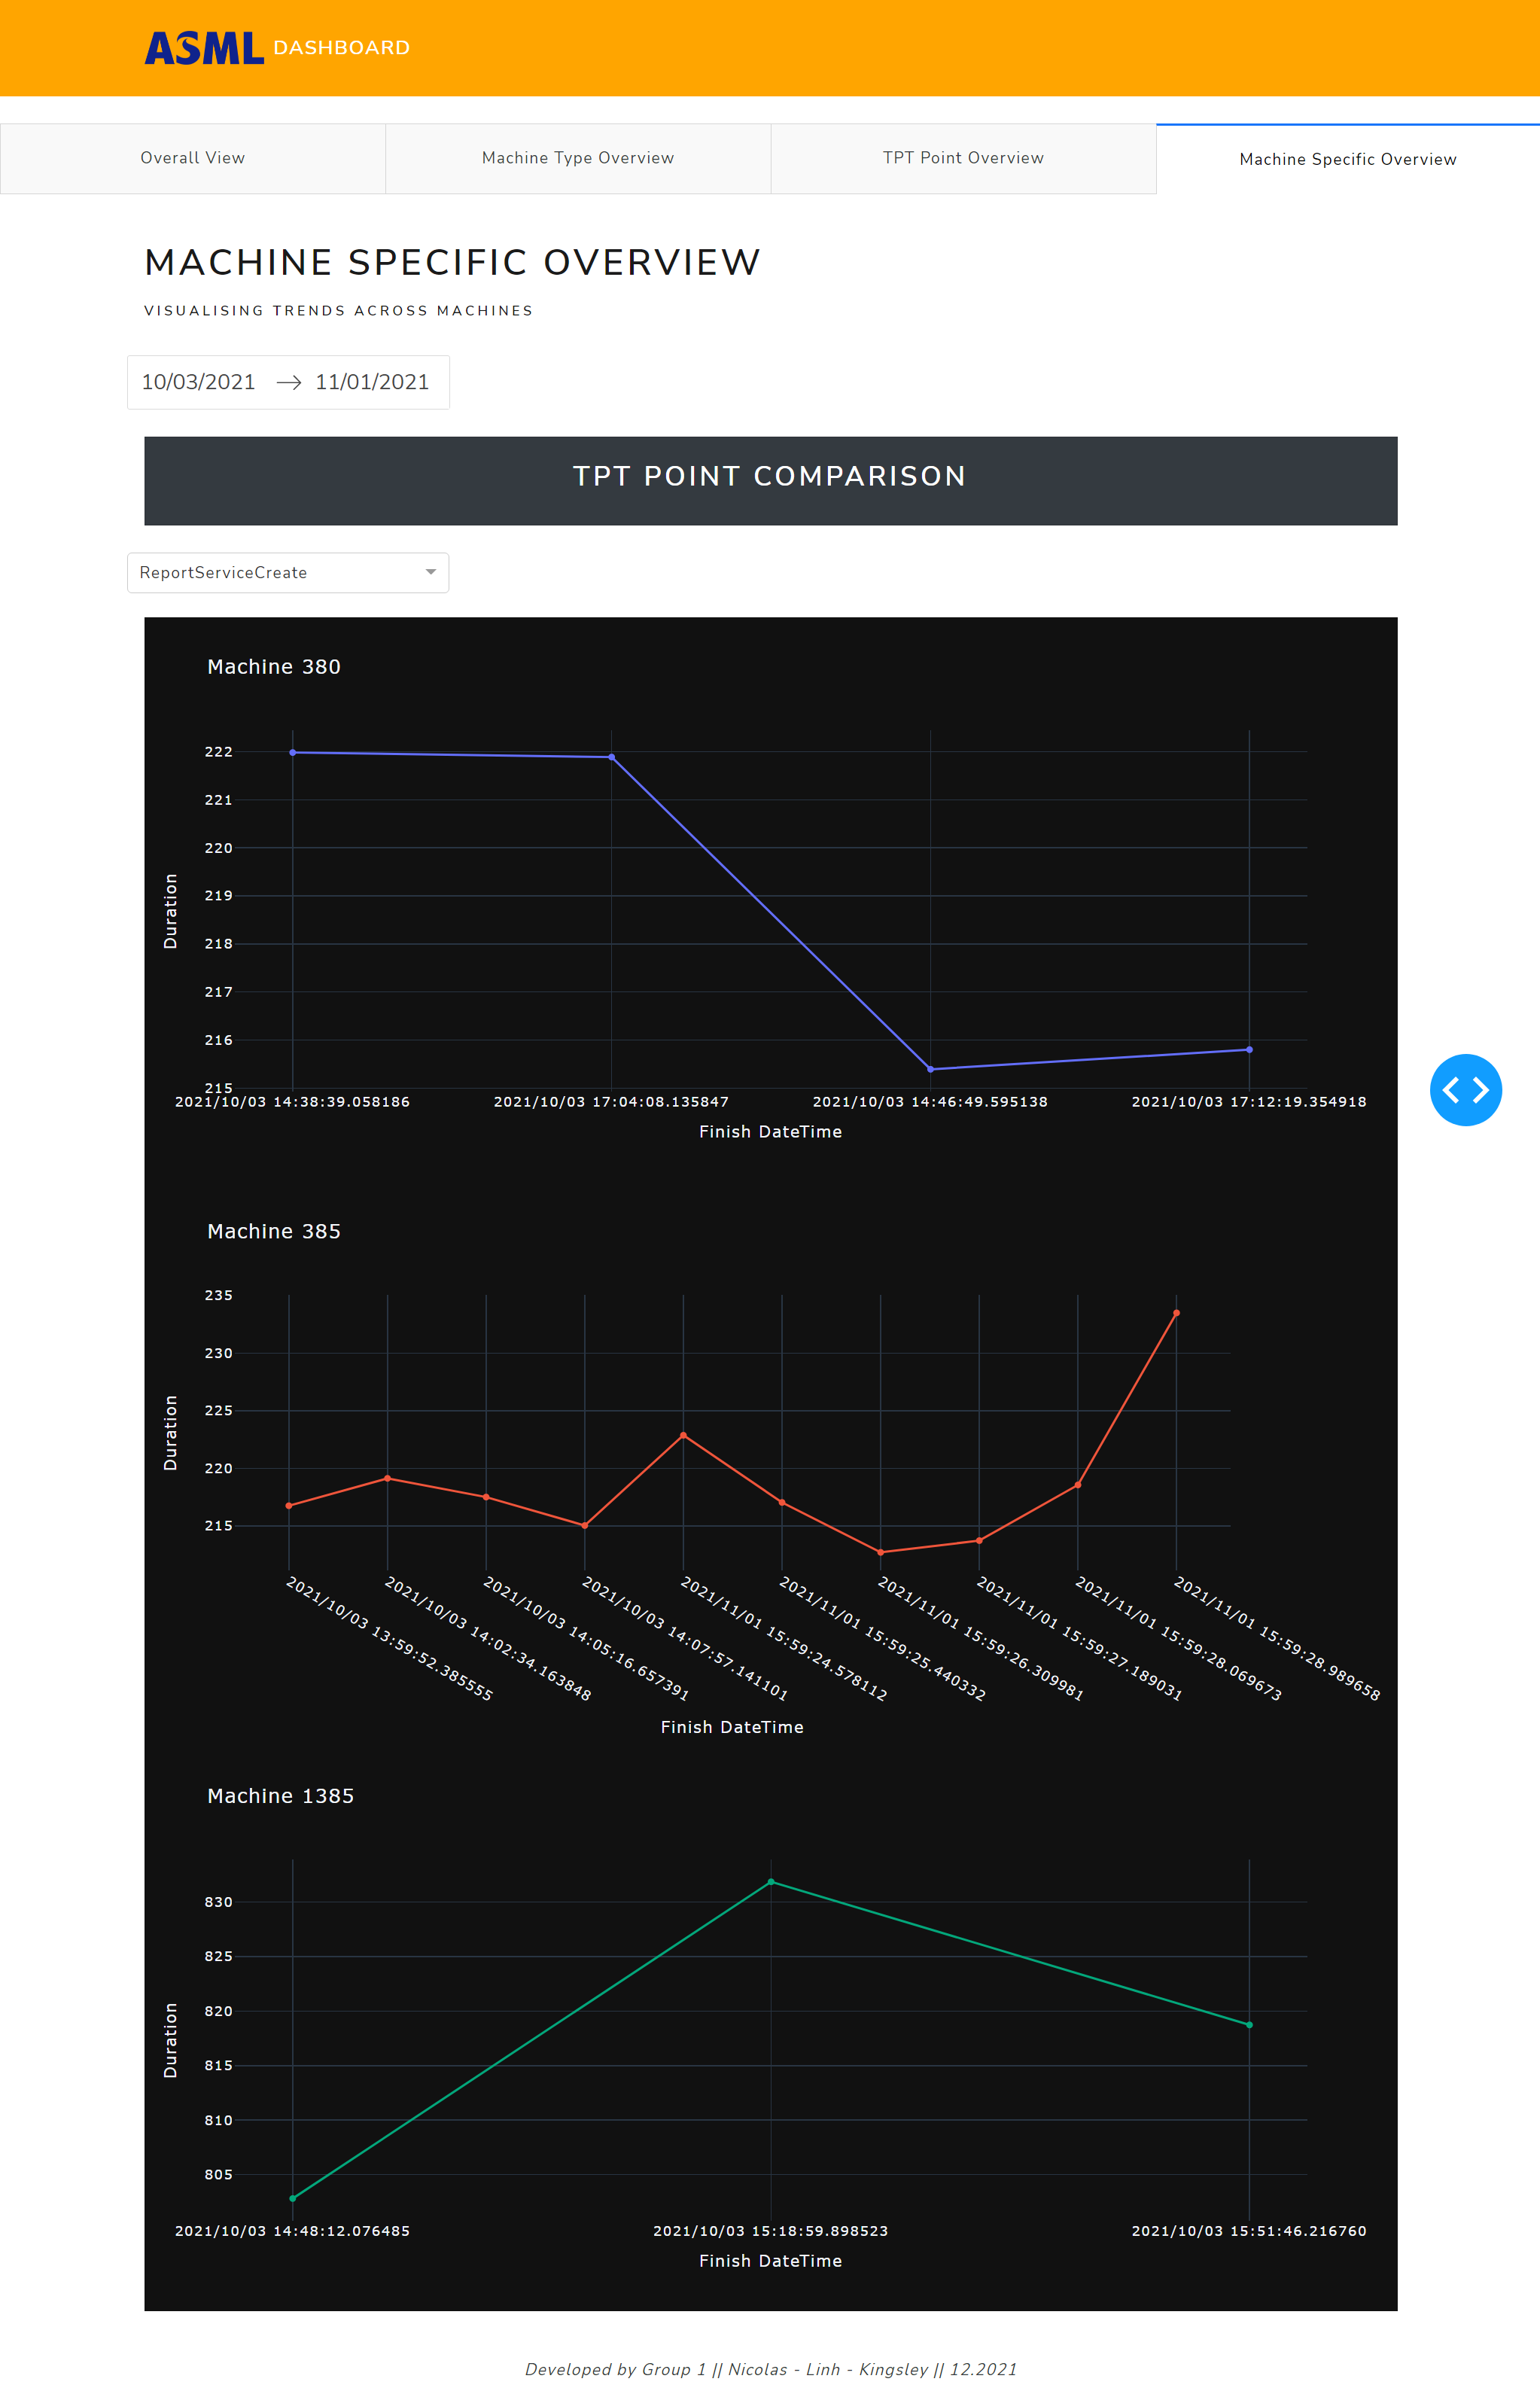 ASML DASHBOARD
Overall View
Machine Type Overview
TPT Point Overview
Machine Specific Overview
MACHINE SPECIFIC OVERVIEW
VISUALISING TRENDS ACROSS MACHINES
10/03/2021 → 11/01/2021
TPT POINT COMPARISON
ReportServiceCreate
Machine 380
222
221
220
219
218
217
216
215
Duration
2021/10/03 14:38:39.058186
2021/10/03 17:04:08.135847
2021/10/03 14:46:49.595138
2021/10/03 17:12:19.354918
Finish DateTime
Machine 385
235
230
225
220
215
Duration
2021/10/03 13:59:52.385555
2021/10/03 14:02:34.163848
2021/10/03 14:05:16.657391
2021/10/03 14:07:57.141101
2021/11/01 15:59:24.578112
2021/11/01 15:59:25.440332
2021/11/01 15:59:26.309981
2021/11/01 15:59:27.189031
2021/11/01 15:59:28.069673
2021/11/01 15:59:28.989658
Finish DateTime
Machine 1385
830
825
820
815
810
805
Duration
2021/10/03 14:48:12.076485
2021/10/03 15:18:59.898523
2021/10/03 15:51:46.216760
Finish DateTime
Developed by Group 1 || Nicolas - Linh - Kingsley || 12.2021